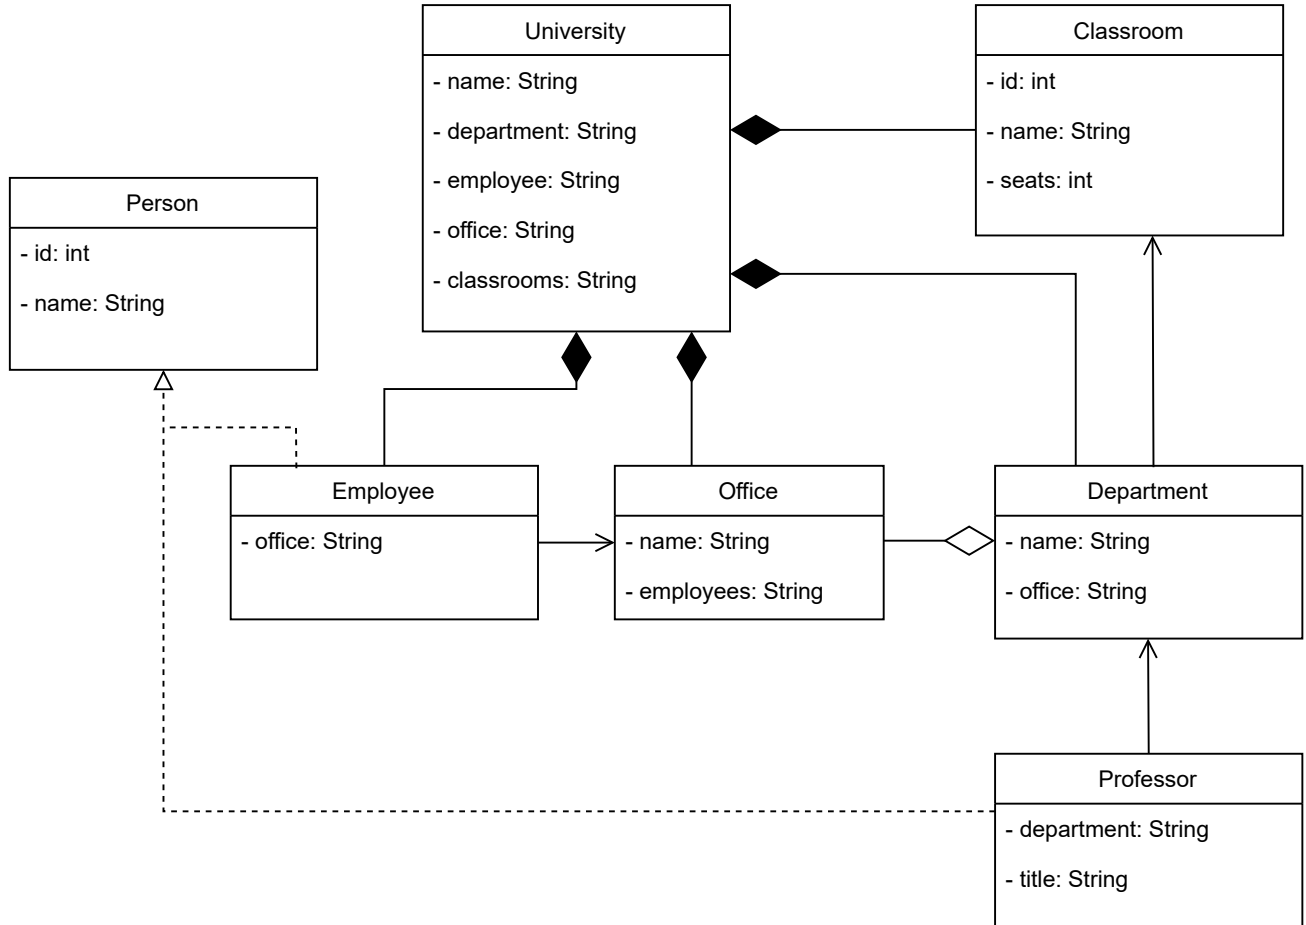 University
- name: String
- department: String
- employee: String
- office: String
- classrooms: String
Classroom
- id: int
- name: String
- seats: int
Person
- id: int
- name: String
Employee
- office: String
Office
- name: String
- employees: String
Department
- name: String
- office: String
Professor
- department: String
- title: String